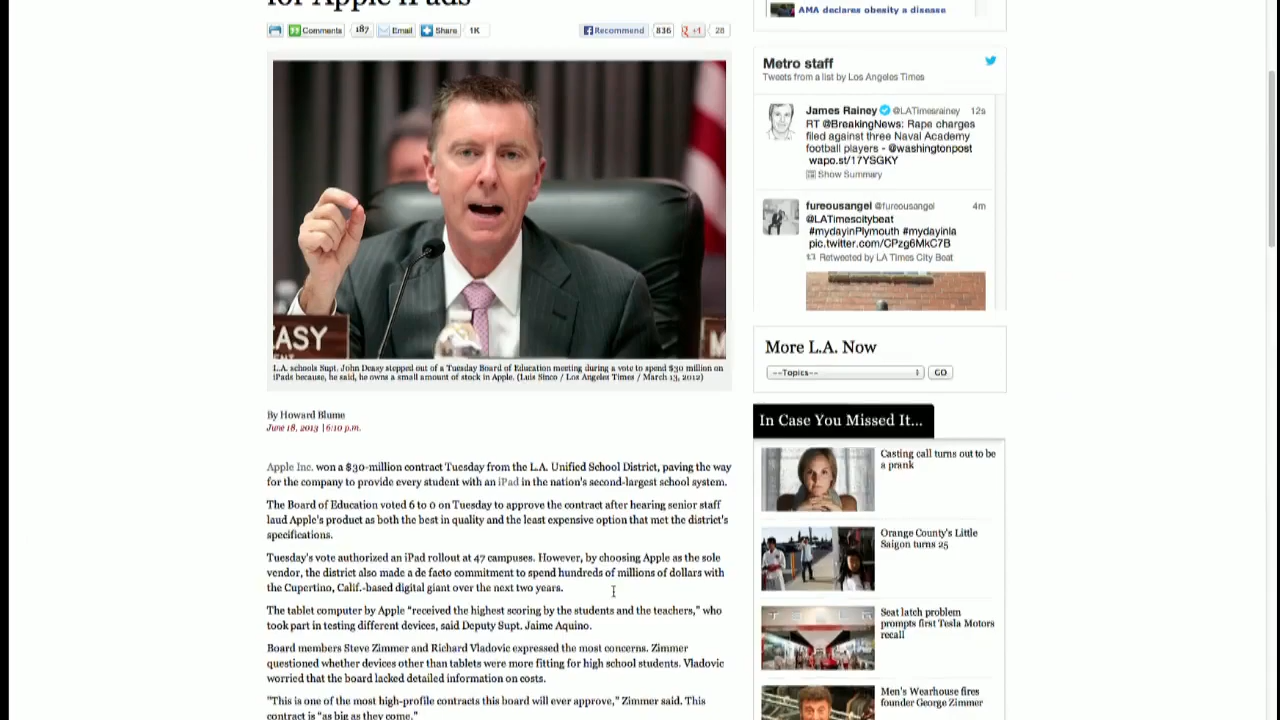 for Apple iPads
Comments 187 Email Share 1K Recommend 836 +1 28
EASY
M
L.A. schools Supt. John Deasy stepped out of a Tuesday Board of Education meeting during a vote to spend $30 million on
iPads because, he said, he owns a small amount of stock in Apple. (Luis Sinco / Los Angeles Times / March 13, 2012)
By Howard Blume
June 18, 2013 | 6:10 p.m.
Apple Inc. won a $30-million contract Tuesday from the L.A. Unified School District, paving the way
for the company to provide every student with an iPad in the nation's second-largest school system.
The Board of Education voted 6 to 0 on Tuesday to approve the contract after hearing senior staff
laud Apple's product as both the best in quality and the least expensive option that met the district's
specifications.
Tuesday's vote authorized an iPad rollout at 47 campuses. However, by choosing Apple as the sole
vendor, the district also made a de facto commitment to spend hundreds of millions of dollars with
the Cupertino, Calif.-based digital giant over the next two years.
The tablet computer by Apple "received the highest scoring by the students and the teachers," who
took part in testing different devices, said Deputy Supt. Jaime Aquino.
Board members Steve Zimmer and Richard Vladovic expressed the most concerns. Zimmer
questioned whether devices other than tablets were more fitting for high school students. Vladovic
worried that the board lacked detailed information on costs.
"This is one of the most high-profile contracts this board will ever approve," Zimmer said. This
contract is "as big as they come."
AMA declares obesity a disease
Metro staff
Tweets from a list by Los Angeles Times
James Rainey @LATimesrainey 12s
RT @BreakingNews: Rape charges
filed against three Naval Academy
football players - @washingtonpost
wapo.st/17YSGKY
Show Summary
fureousangel @fureousangel 4m
@LATimescitybeat
#mydayinPlymouth #mydayinla
pic.twitter.com/CPzg6MkC7B
Retweeted by LA Times City Beat
More L.A. Now
--Topics-- GO
In Case You Missed It...
Casting call turns out to be
a prank
Orange County's Little
Saigon turns 25
Seat latch problem
prompts first Tesla Motors
recall
Men's Wearhouse fires
founder George Zimmer